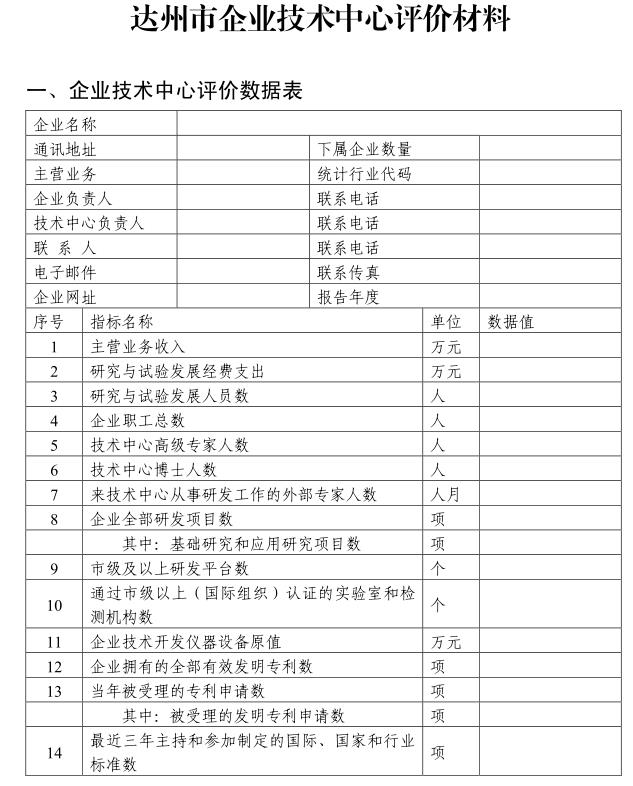 达州市企业技术中心评价材料
一、企业技术中心评价数据表
企业名称
通讯地址 下属企业数量
主营业务 统计行业代码
企业负责人 联系电话
技术中心负责人 联系电话
联 系 人 联系电话
电子邮件 联系传真
企业网址 报告年度
序号 指标名称 单位 数据值
1 主营业务收入 万元
2 研究与试验发展经费支出 万元
3 研究与试验发展人员数 人
4 企业职工总数 人
5 技术中心高级专家人数 人
6 技术中心博士人数 人
7 来技术中心从事研发工作的外部专家人数 人月
8 企业全部研发项目数 项
其中：基础研究和应用研究项目数 项
9 市级及以上研发平台数 个
10 通过市级以上（国际组织）认证的实验室和检
测机构数 个
11 企业技术开发仪器设备原值 万元
12 企业拥有的全部有效发明专利数 项
13 当年被受理的专利申请数 项
其中：被受理的发明专利申请数 项
14 最近三年主持和参加制定的国际、国家和行业
标准数 项